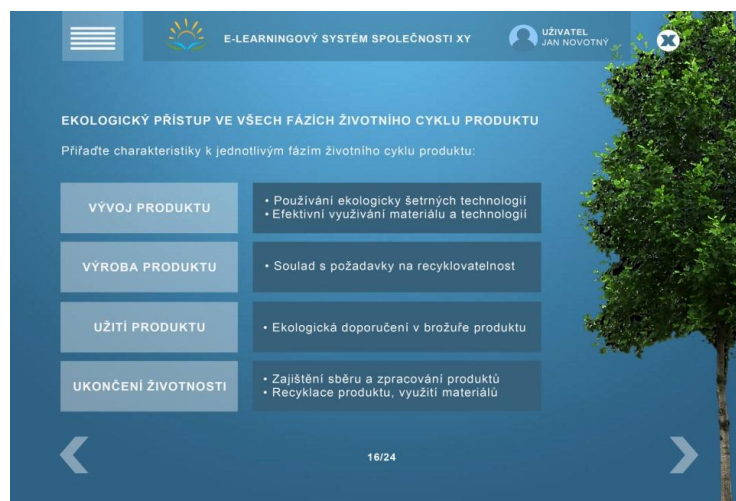 E-LEARNINGOVÝ SYSTÉM SPOLEČNOSTI XY
UŽIVATEL
JAN NOVOTNÝ
EKOLOGICKÝ PŘÍSTUP VE VŠECH FÁZÍCH ŽIVOTNÍHO CYKLU PRODUKTU
Přiřaďte charakteristiky k jednotlivým fázím životního cyklu produktu:
VÝVOJ PRODUKTU
• Používání ekologicky šetrných technologií
• Efektivní využivání materiálu a technologií
VÝROBA PRODUKTU
• Soulad s požadavky na recyklovatelnost
UŽITÍ PRODUKTU
• Ekologická doporučení v brožuře produktu
UKONČENÍ ŽIVOTNOSTI
• Zajištění sběru a zpracování produktů
• Recyklace produktu, využití materiálů
16/24